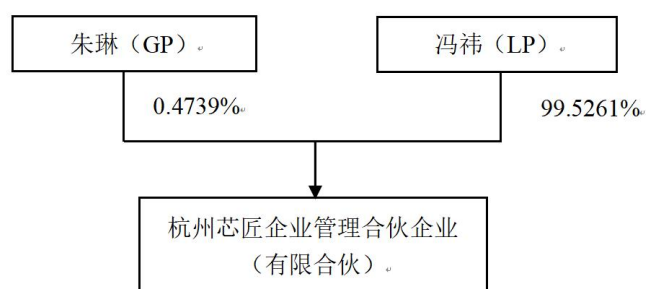 朱琳（GP）
冯祎（LP）
0.4739%
99.5261%
杭州芯匠企业管理合伙企业
（有限合伙）